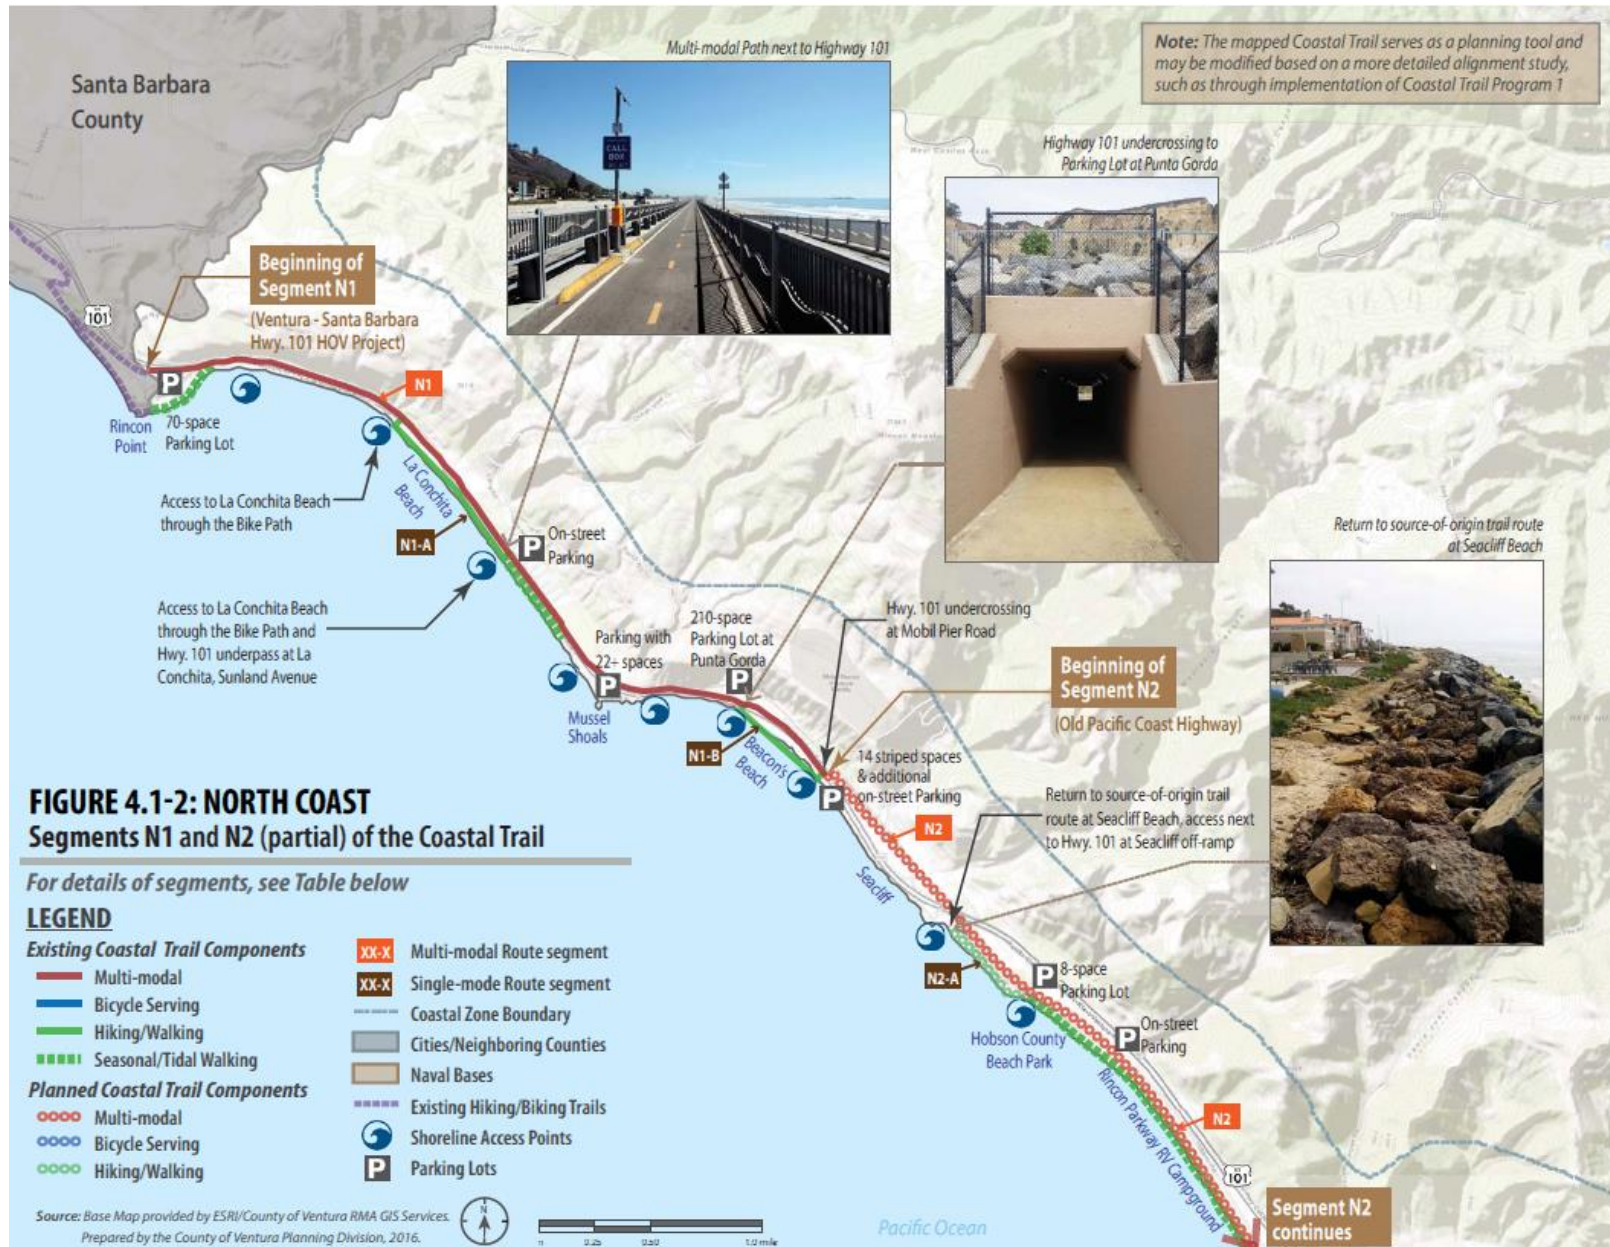 Santa Barbara
County
Multi-modal Path next to Highway 101
CALL
BOX
Note: The mapped Coastal Trail serves as a planning tool and
may be modified based on a more detailed alignment study,
such as through implementation of Coastal Trail Program 1
Highway 101 undercrossing to
Parking Lot at Punta Gorda
Beginning of
Segment N1
(Ventura - Santa Barbara
Hwy. 101 HOV Project)
101
P
N1
Rincon
Point
70-space
Parking Lot
La Conchita
Beach
Access to La Conchita Beach
through the Bike Path
N1-A
P
On-street
Parking
Return to source-of-origin trail route
at Seacliff Beach
Access to La Conchita Beach
through the Bike Path and
Hwy. 101 underpass at La
Conchita, Sunland Avenue
Parking with
22+ spaces
P
210-space
Parking Lot at
Punta Gorda
P
Hwy. 101 undercrossing
at Mobil Pier Road
Beginning of
Segment N2
(Old Pacific Coast Highway)
Mussel
Shoals
N1-B
Beacon's
Beach
P
14 striped spaces
& additional
on-street Parking
N2
Return to source-of-origin trail
route at Seacliff Beach, access next
to Hwy. 101 at Seacliff off-ramp
Seacliff
N2-A
P
8-space
Parking Lot
Hobson County
Beach Park
P
On-street
Parking
Rincon Parkway RV Campground
N2
101
Segment N2
continues
Pacific Ocean
FIGURE 4.1-2: NORTH COAST
Segments N1 and N2 (partial) of the Coastal Trail
For details of segments, see Table below
LEGEND
Existing Coastal Trail Components
Multi-modal
Bicycle Serving
Hiking/Walking
Seasonal/Tidal Walking
Planned Coastal Trail Components
Multi-modal
Bicycle Serving
Hiking/Walking
XX-X Multi-modal Route segment
XX-X Single-mode Route segment
Coastal Zone Boundary
Cities/Neighboring Counties
Naval Bases
Existing Hiking/Biking Trails
Shoreline Access Points
P Parking Lots
Source: Base Map provided by ESRI/County of Ventura RMA GIS Services.
Prepared by the County of Ventura Planning Division, 2016.
N
0.25 0.50 1.0 mile